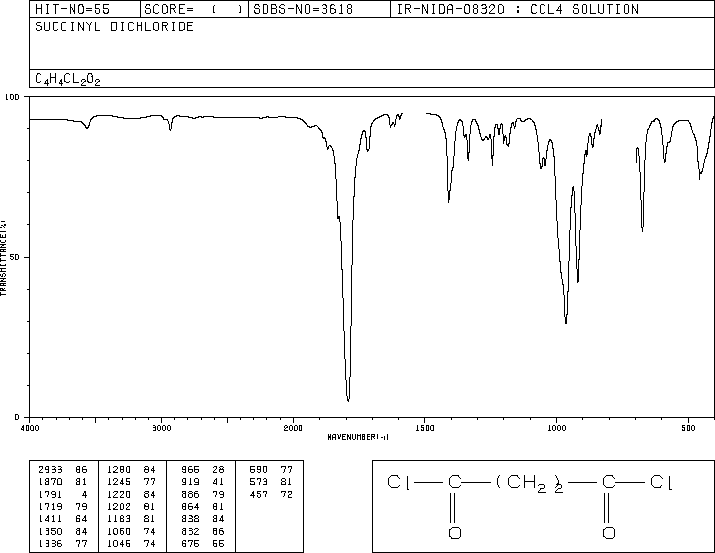 HIT-NO=55 SCORE= ( ) SDBS-NO=3618 IR-NIDA-08320 : CCL4 SOLUTION
SUCCINYL DICHLORIDE
C4H4CL2O2
100
50
0
TRANSMITTANCE(%)
4000 3000 2000 1500 1000 500
WAVENUMBER(-1)
2933 86 1280 84 966 28 590 77
1870 81 1245 77 919 41 573 81
1791 4 1220 84 886 79 457 72
1719 79 1202 81 864 81
1411 64 1183 81 838 84
1350 84 1060 74 832 86
1336 77 1046 74 675 55
Cl C (CH2)2 C Cl
O O